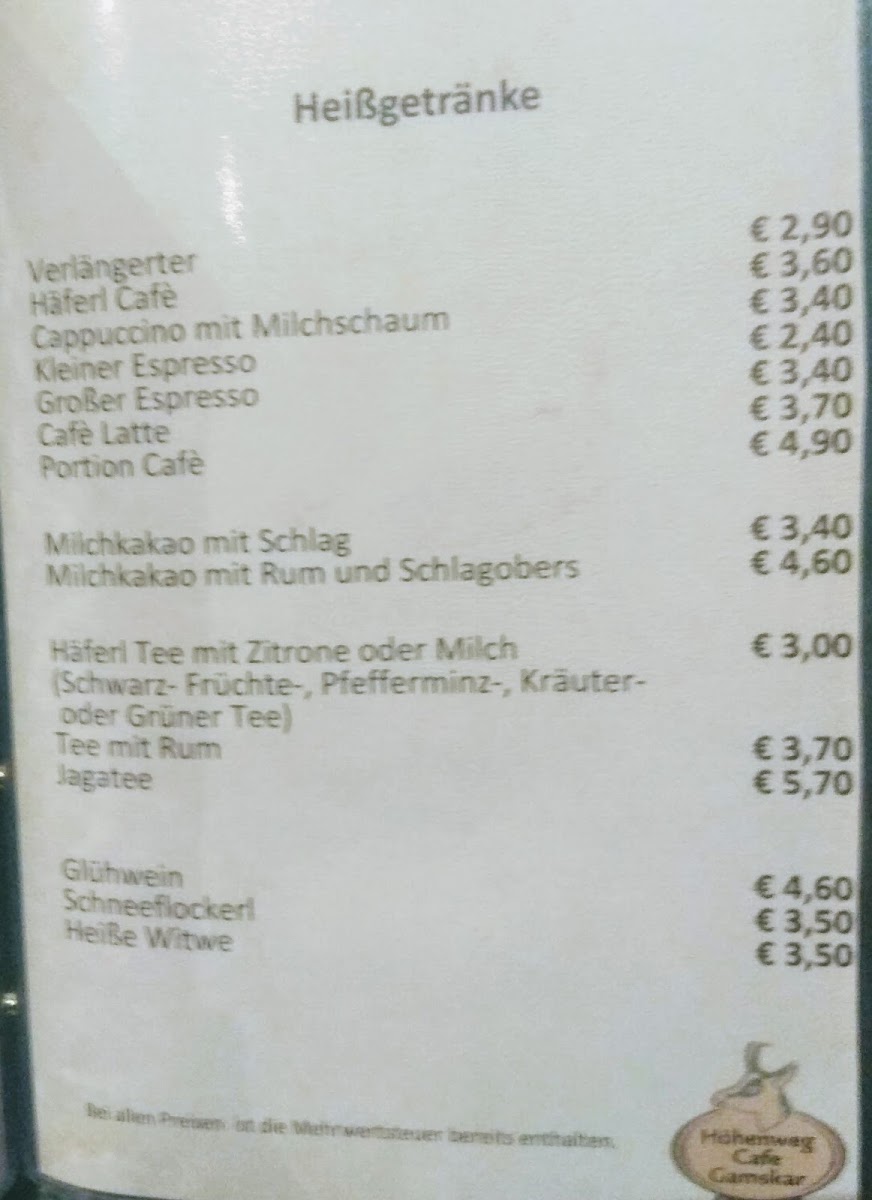 Heißgetränke
Verlängerter € 2,90
Häferl Cafè € 3,60
Cappuccino mit Milchschaum € 3,40
Kleiner Espresso € 2,40
Großer Espresso € 3,40
Cafè Latte € 3,70
Portion Cafè € 4,90
Milchkakao mit Schlag € 3,40
Milchkakao mit Rum und Schlagobers € 4,60
Häferl Tee mit Zitrone oder Milch € 3,00
(Schwarz- Früchte-, Pfefferminz-, Kräuter-
oder Grüner Tee)
Tee mit Rum € 3,70
Jagatee € 5,70
Glühwein € 4,60
Schneeflockerl € 3,50
Heiße Witwe € 3,50
Bei allen Preisen ist die Mehrwertsteuer bereits enthalten.
Höhenweg
Cafe
Gamskar